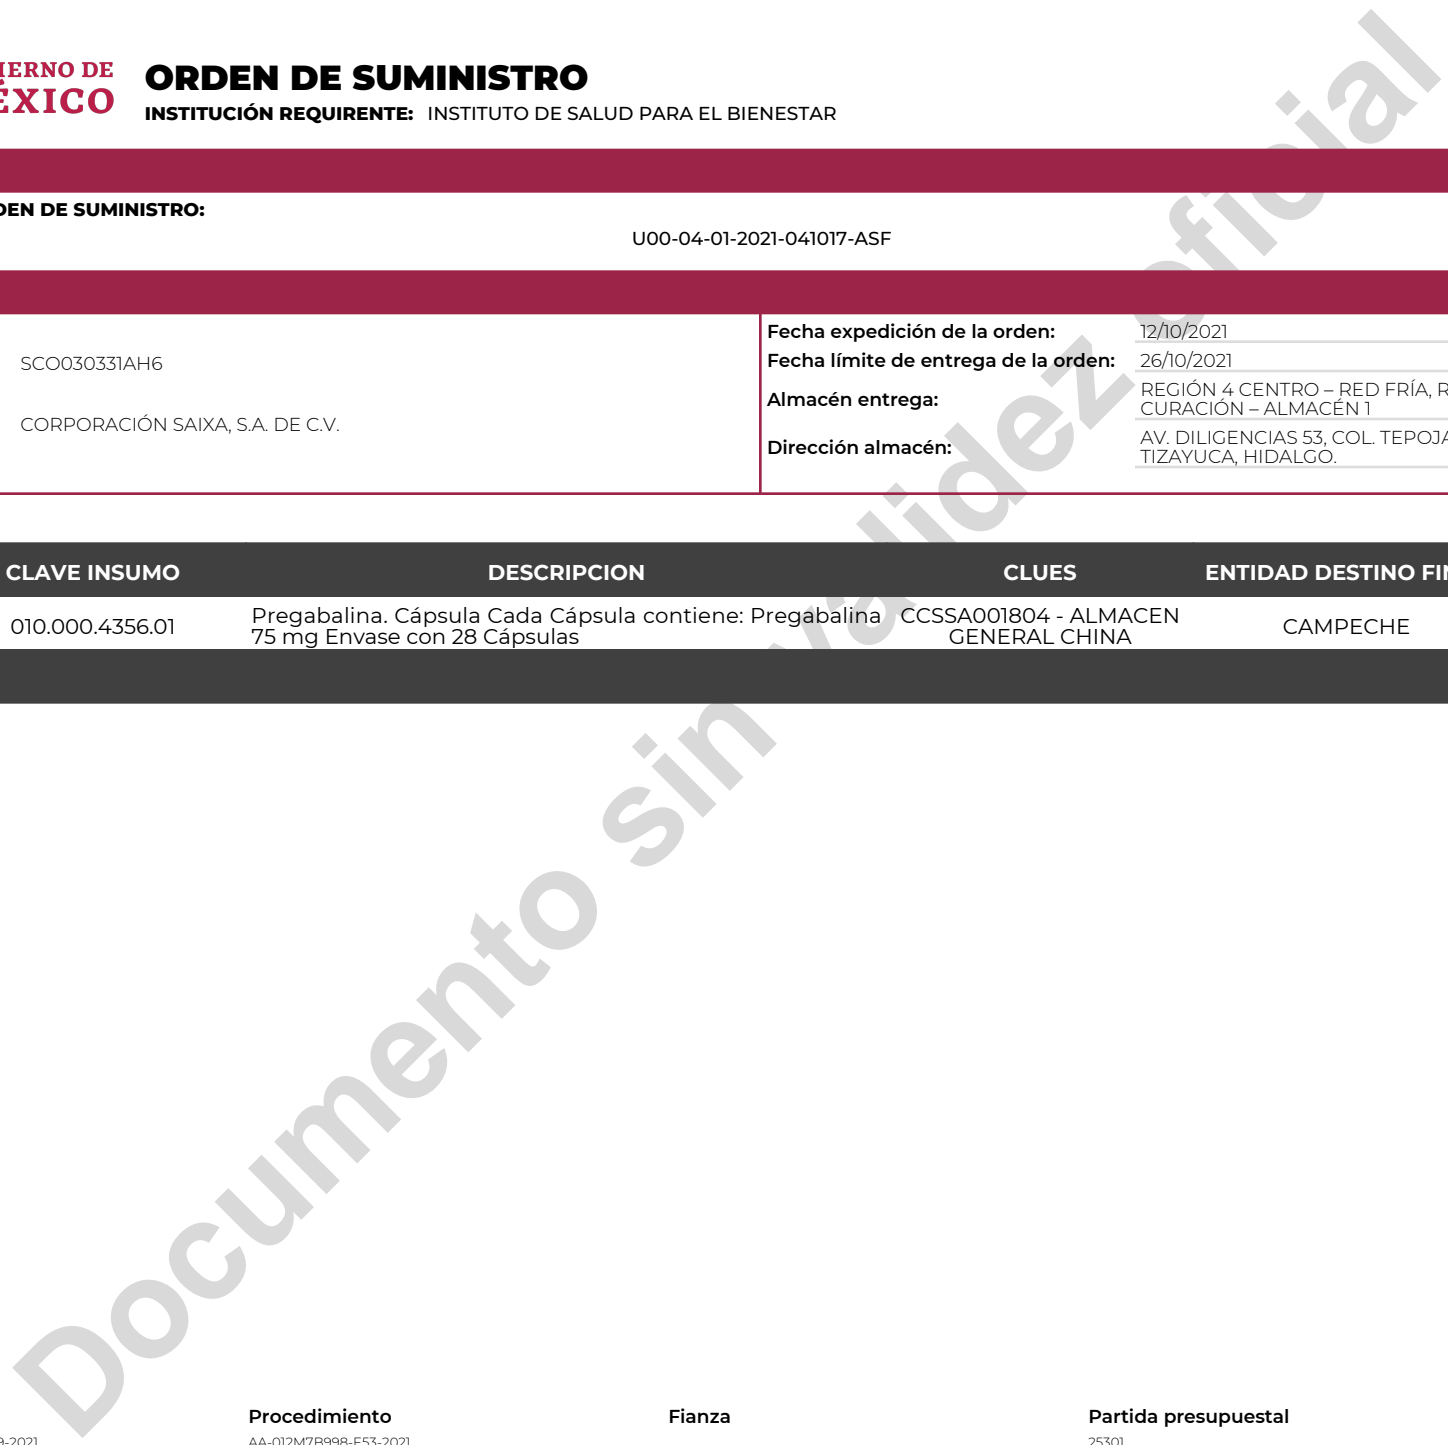 ORDEN DE SUMINISTRO
INSTITUCIÓN REQUIRENTE: INSTITUTO DE SALUD PARA EL BIENESTAR
DE
MÉXICO
DE SUMINISTRO:
U00-04-01-2021-041017-ASF
SCO030331AH6
CORPORACIÓN SAIXA, S.A. DE C.V.
Fecha expedición de la orden: 12/10/2021
Fecha límite de entrega de la orden: 26/10/2021
Almacén entrega: REGIÓN 4 CENTRO – RED FRÍA,
CURACIÓN – ALMACÉN 1
Dirección almacén: AV. DILIGENCIAS 53, COL.
TIZAYUCA, HIDALGO.
CLAVE INSUMO DESCRIPCION CLUES ENTIDAD DESTINO
010.000.4356.01 Pregabalina. Cápsula Cada Cápsula contiene: Pregabalina 75 mg Envase con 28 Cápsulas CCSSA001804 - ALMACEN GENERAL CHINA CAMPECHE
Documento sin validez oficial
Procedimiento Fianza Partida presupuestal
AA-012M7B998-E53-2021 25301